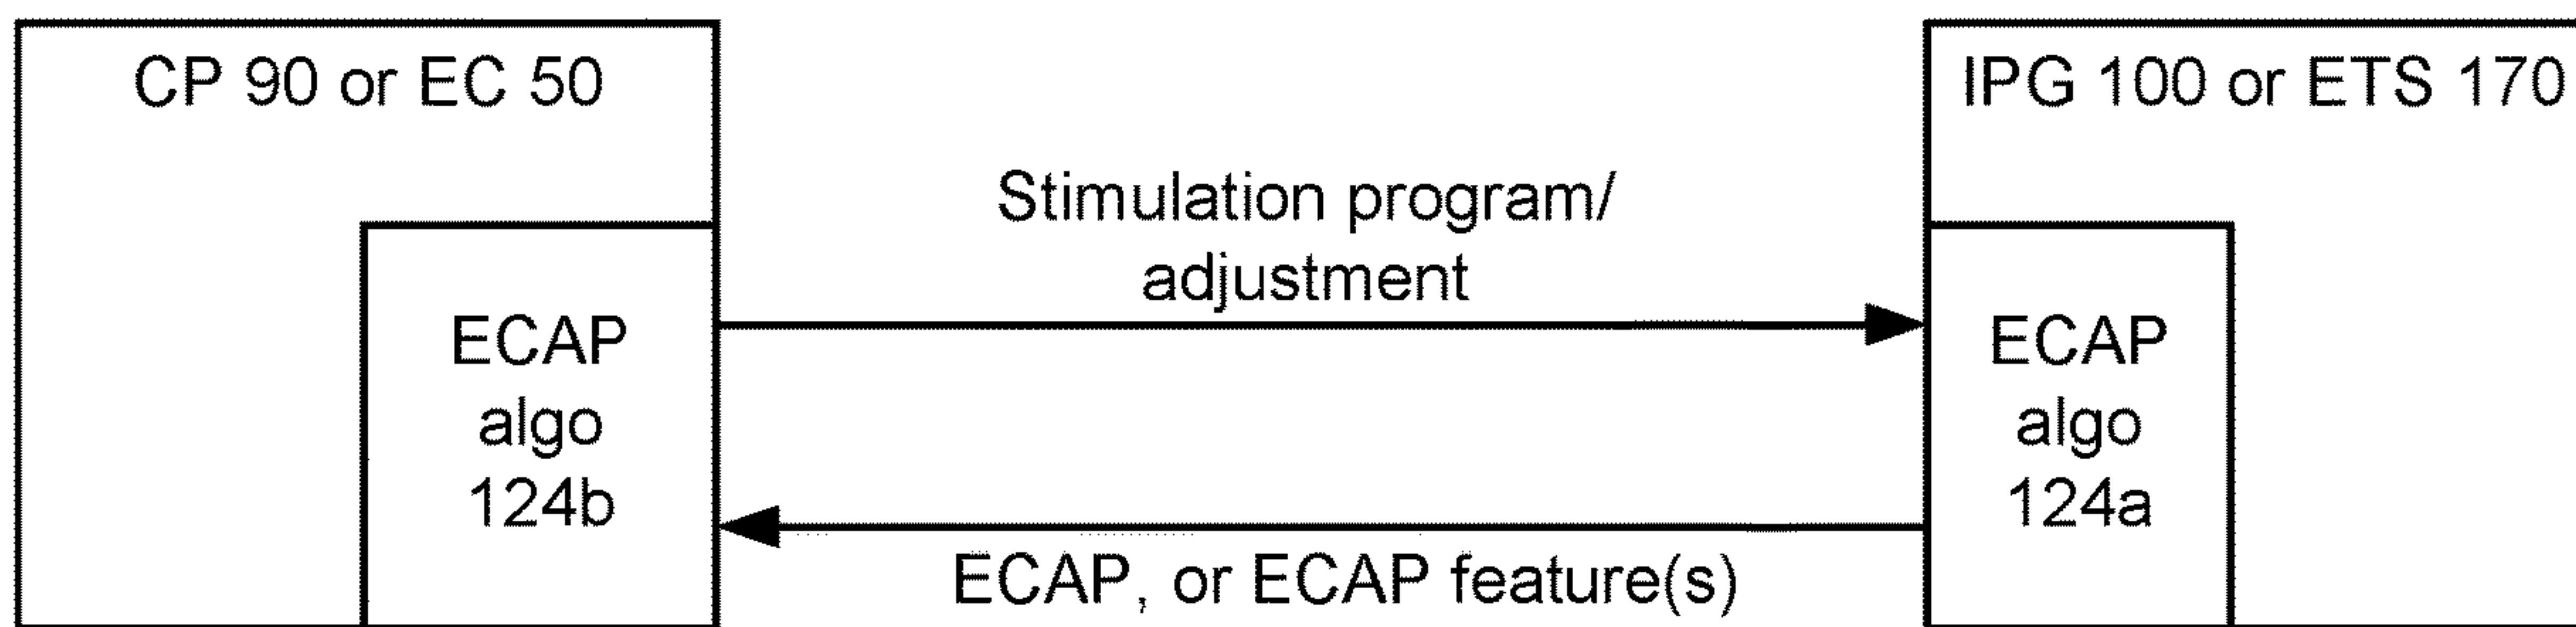 CP 90 or EC 50
IPG 100 or ETS 170
Stimulation program/
adjustment
ECAP
algo
124b
ECAP
algo
124a
ECAP, or ECAP feature(s)